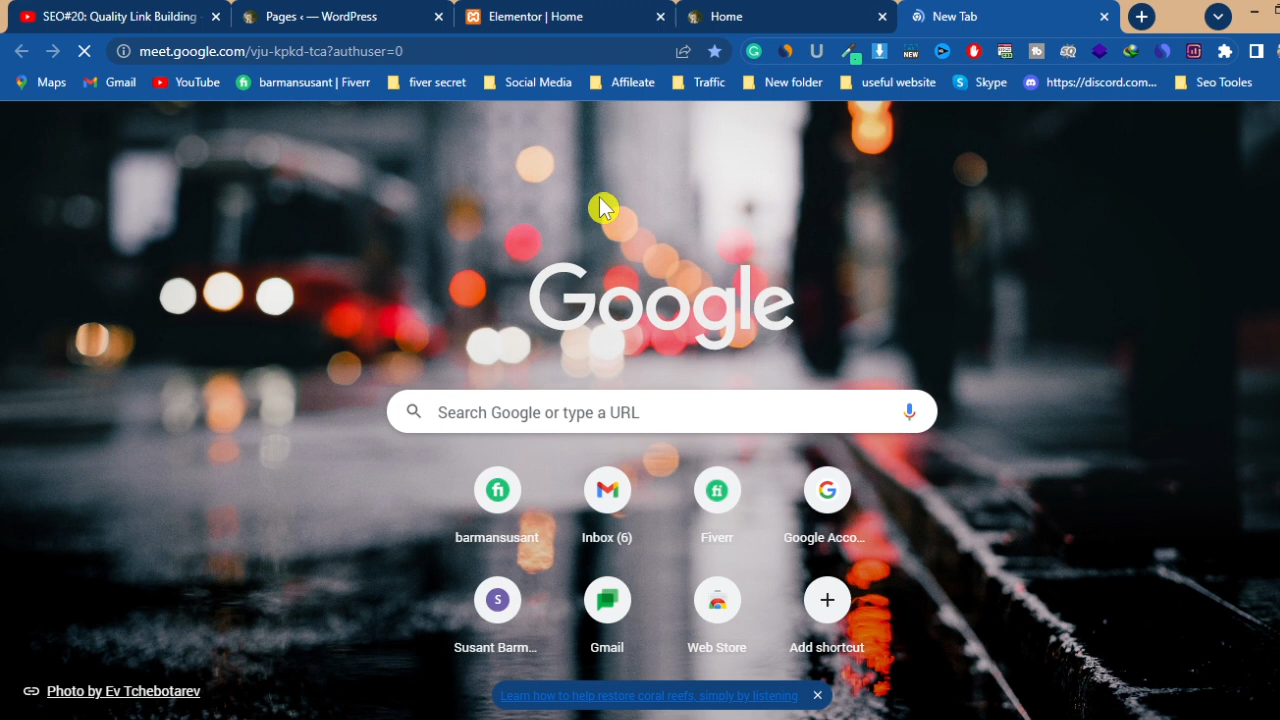 SEO#20: Quality Link Building
Pages ‹ — WordPress
Elementor | Home
Home
New Tab
meet.google.com/vju-kpkd-tca?authuser=0
NEW
Maps
Gmail
YouTube
barmansusant | Fiverr
fiver secret
Social Media
Affileate
Traffic
New folder
useful website
Skype
https://discord.com...
Seo Tooles
Google
Search Google or type a URL
barmansusant
Inbox (6)
Fiverr
Google Acco...
S
Susant Barm...
Gmail
Web Store
Add shortcut
Photo by Ev Tchebotarev
Learn how to help restore coral reefs, simply by listening